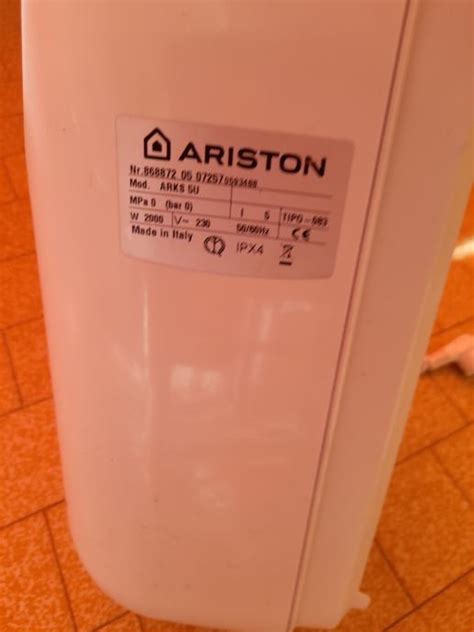 ARISTON
Nr. 868872 05 07257
Mod. ARKS 5U
MPa 0 (bar 0) l 5 TIPO
W 2000 V~ 230 50/60Hz CE
Made in Italy IPX4